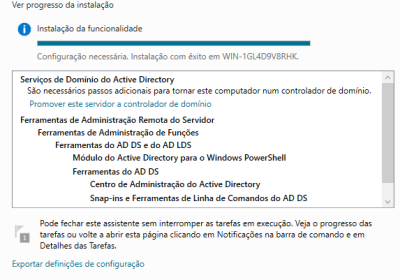 Ver progresso da instalação
Instalação da funcionalidade
Configuração necessária. Instalação com êxito em WIN-1GL4D9V8RHK.
Serviços de Domínio do Active Directory
São necessários passos adicionais para tornar este computador num controlador de domínio.
Promover este servidor a controlador de domínio
Ferramentas de Administração Remota do Servidor
Ferramentas de Administração de Funções
Ferramentas do AD DS e do AD LDS
Módulo do Active Directory para o Windows PowerShell
Ferramentas do AD DS
Centro de Administração do Active Directory
Snap-ins e Ferramentas de Linha de Comandos do AD DS
1
Pode fechar este assistente sem interromper as tarefas em execução. Veja o progresso das
tarefas ou volte a abrir esta página clicando em Notificações na barra de comando e em
Detalhes das Tarefas.
Exportar definições de configuração